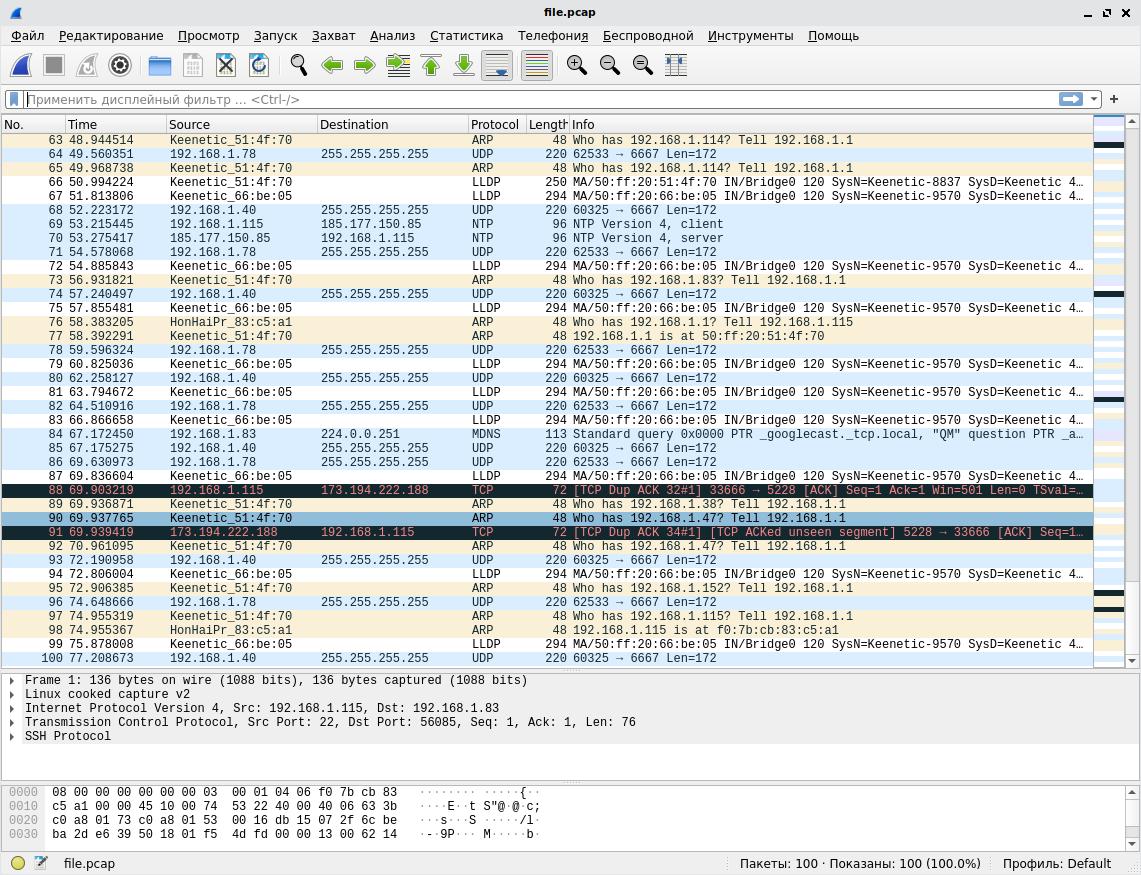 file.pcap
Файл Редактирование Просмотр Запуск Захват Анализ Статистика Телефония Беспроводной Инструменты Помощь
Применить дисплейный фильтр … <Ctrl-/>
No. Time Source Destination Protocol Length Info
63 48.944514 Keenetic_51:4f:70 ARP 48 Who has 192.168.1.114? Tell 192.168.1.1
64 49.560351 192.168.1.78 255.255.255.255 UDP 220 62533 → 6667 Len=172
65 49.968738 Keenetic_51:4f:70 ARP 48 Who has 192.168.1.114? Tell 192.168.1.1
66 50.994224 Keenetic_51:4f:70 LLDP 250 MA/50:ff:20:51:4f:70 IN/Bridge0 120 SysN=Keenetic-8837 SysD=Keenetic 4…
67 51.813806 Keenetic_66:be:05 LLDP 294 MA/50:ff:20:66:be:05 IN/Bridge0 120 SysN=Keenetic-9570 SysD=Keenetic 4…
68 52.223172 192.168.1.40 255.255.255.255 UDP 220 60325 → 6667 Len=172
69 53.215445 192.168.1.115 185.177.150.85 NTP 96 NTP Version 4, client
70 53.275417 185.177.150.85 192.168.1.115 NTP 96 NTP Version 4, server
71 54.578068 192.168.1.78 255.255.255.255 UDP 220 62533 → 6667 Len=172
72 54.885843 Keenetic_66:be:05 LLDP 294 MA/50:ff:20:66:be:05 IN/Bridge0 120 SysN=Keenetic-9570 SysD=Keenetic 4…
73 56.931821 Keenetic_51:4f:70 ARP 48 Who has 192.168.1.83? Tell 192.168.1.1
74 57.240497 192.168.1.40 255.255.255.255 UDP 220 60325 → 6667 Len=172
75 57.855481 Keenetic_66:be:05 LLDP 294 MA/50:ff:20:66:be:05 IN/Bridge0 120 SysN=Keenetic-9570 SysD=Keenetic 4…
76 58.383205 HonHaiPr_83:c5:a1 ARP 48 Who has 192.168.1.1? Tell 192.168.1.115
77 58.392291 Keenetic_51:4f:70 ARP 48 192.168.1.1 is at 50:ff:20:51:4f:70
78 59.596324 192.168.1.78 255.255.255.255 UDP 220 62533 → 6667 Len=172
79 60.825036 Keenetic_66:be:05 LLDP 294 MA/50:ff:20:66:be:05 IN/Bridge0 120 SysN=Keenetic-9570 SysD=Keenetic 4…
80 62.258127 192.168.1.40 255.255.255.255 UDP 220 60325 → 6667 Len=172
81 63.794672 Keenetic_66:be:05 LLDP 294 MA/50:ff:20:66:be:05 IN/Bridge0 120 SysN=Keenetic-9570 SysD=Keenetic 4…
82 64.510916 192.168.1.78 255.255.255.255 UDP 220 62533 → 6667 Len=172
83 66.866658 Keenetic_66:be:05 LLDP 294 MA/50:ff:20:66:be:05 IN/Bridge0 120 SysN=Keenetic-9570 SysD=Keenetic 4…
84 67.172450 192.168.1.83 224.0.0.251 MDNS 113 Standard query 0x0000 PTR _googlecast._tcp.local, "QM" question PTR _a…
85 67.175275 192.168.1.40 255.255.255.255 UDP 220 60325 → 6667 Len=172
86 69.630973 192.168.1.78 255.255.255.255 UDP 220 62533 → 6667 Len=172
87 69.836604 Keenetic_66:be:05 LLDP 294 MA/50:ff:20:66:be:05 IN/Bridge0 120 SysN=Keenetic-9570 SysD=Keenetic 4…
88 69.903219 192.168.1.115 173.194.222.188 TCP 72 [TCP Dup ACK 32#1] 33666 → 5228 [ACK] Seq=1 Ack=1 Win=501 Len=0 TSval=…
89 69.936871 Keenetic_51:4f:70 ARP 48 Who has 192.168.1.38? Tell 192.168.1.1
90 69.937765 Keenetic_51:4f:70 ARP 48 Who has 192.168.1.47? Tell 192.168.1.1
91 69.939419 173.194.222.188 192.168.1.115 TCP 72 [TCP Dup ACK 34#1] [TCP ACKed unseen segment] 5228 → 33666 [ACK] Seq=1…
92 70.961095 Keenetic_51:4f:70 ARP 48 Who has 192.168.1.47? Tell 192.168.1.1
93 72.190958 192.168.1.40 255.255.255.255 UDP 220 60325 → 6667 Len=172
94 72.806004 Keenetic_66:be:05 LLDP 294 MA/50:ff:20:66:be:05 IN/Bridge0 120 SysN=Keenetic-9570 SysD=Keenetic 4…
95 72.906385 Keenetic_51:4f:70 ARP 48 Who has 192.168.1.152? Tell 192.168.1.1
96 74.648666 192.168.1.78 255.255.255.255 UDP 220 62533 → 6667 Len=172
97 74.955319 Keenetic_51:4f:70 ARP 48 Who has 192.168.1.115? Tell 192.168.1.1
98 74.955367 HonHaiPr_83:c5:a1 ARP 48 192.168.1.115 is at f0:7b:cb:83:c5:a1
99 75.878008 Keenetic_66:be:05 LLDP 294 MA/50:ff:20:66:be:05 IN/Bridge0 120 SysN=Keenetic-9570 SysD=Keenetic 4…
100 77.208673 192.168.1.40 255.255.255.255 UDP 220 60325 → 6667 Len=172
Frame 1: 136 bytes on wire (1088 bits), 136 bytes captured (1088 bits)
Linux cooked capture v2
Internet Protocol Version 4, Src: 192.168.1.115, Dst: 192.168.1.83
Transmission Control Protocol, Src Port: 22, Dst Port: 56085, Seq: 1, Ack: 1, Len: 76
SSH Protocol
0000 08 00 00 00 00 00 00 03 00 01 04 06 f0 7b cb 83 ········ ·····{··
0010 c5 a1 00 00 45 10 00 74 53 22 40 00 40 06 63 3b ····E··t S"@·@·c;
0020 c0 a8 01 73 c0 a8 01 53 00 16 db 15 07 2f 6c be ···s···S ·····/l·
0030 ba 2d e6 39 50 18 01 f5 4d fd 00 00 13 00 62 14 ·-·9P··· M·····b·
file.pcap Пакеты: 100 · Показаны: 100 (100.0%) Профиль: Default